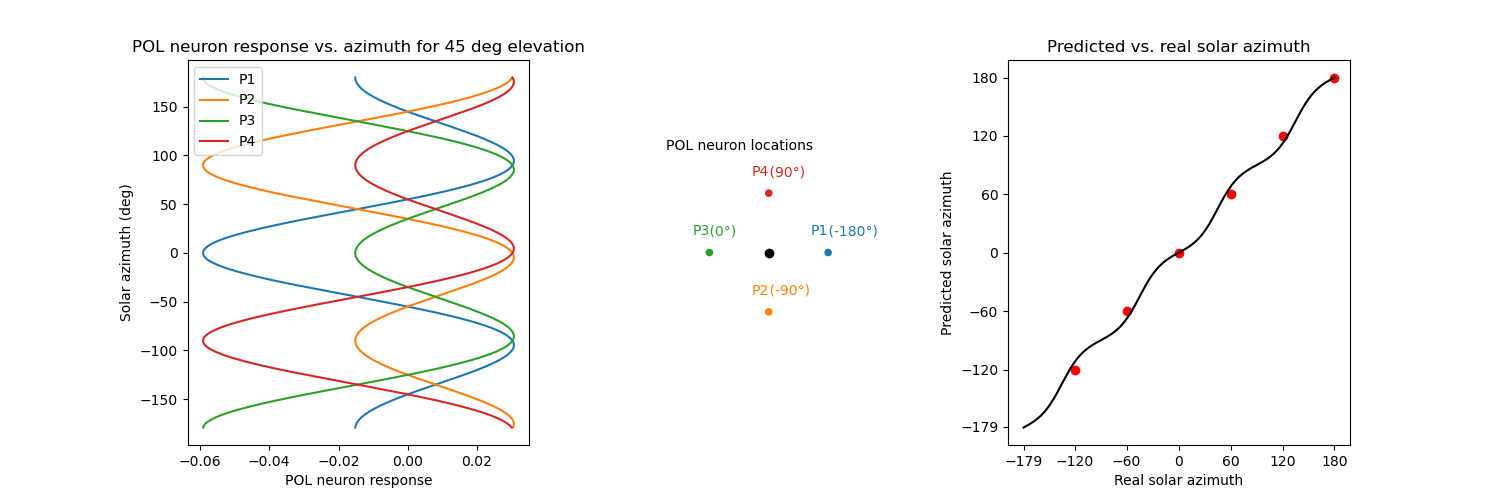 POL neuron response vs. azimuth for 45 deg elevation
P1
P2
P3
P4
150
100
50
0
−50
−100
−150
Solar azimuth (deg)
−0.06 −0.04 −0.02 0.00 0.02
POL neuron response
POL neuron locations
P4(90°)
P3(0°)
P1(-180°)
P2(-90°)
Predicted vs. real solar azimuth
180
120
60
0
−60
−120
−179
Predicted solar azimuth
−179 −120 −60 0 60 120 180
Real solar azimuth